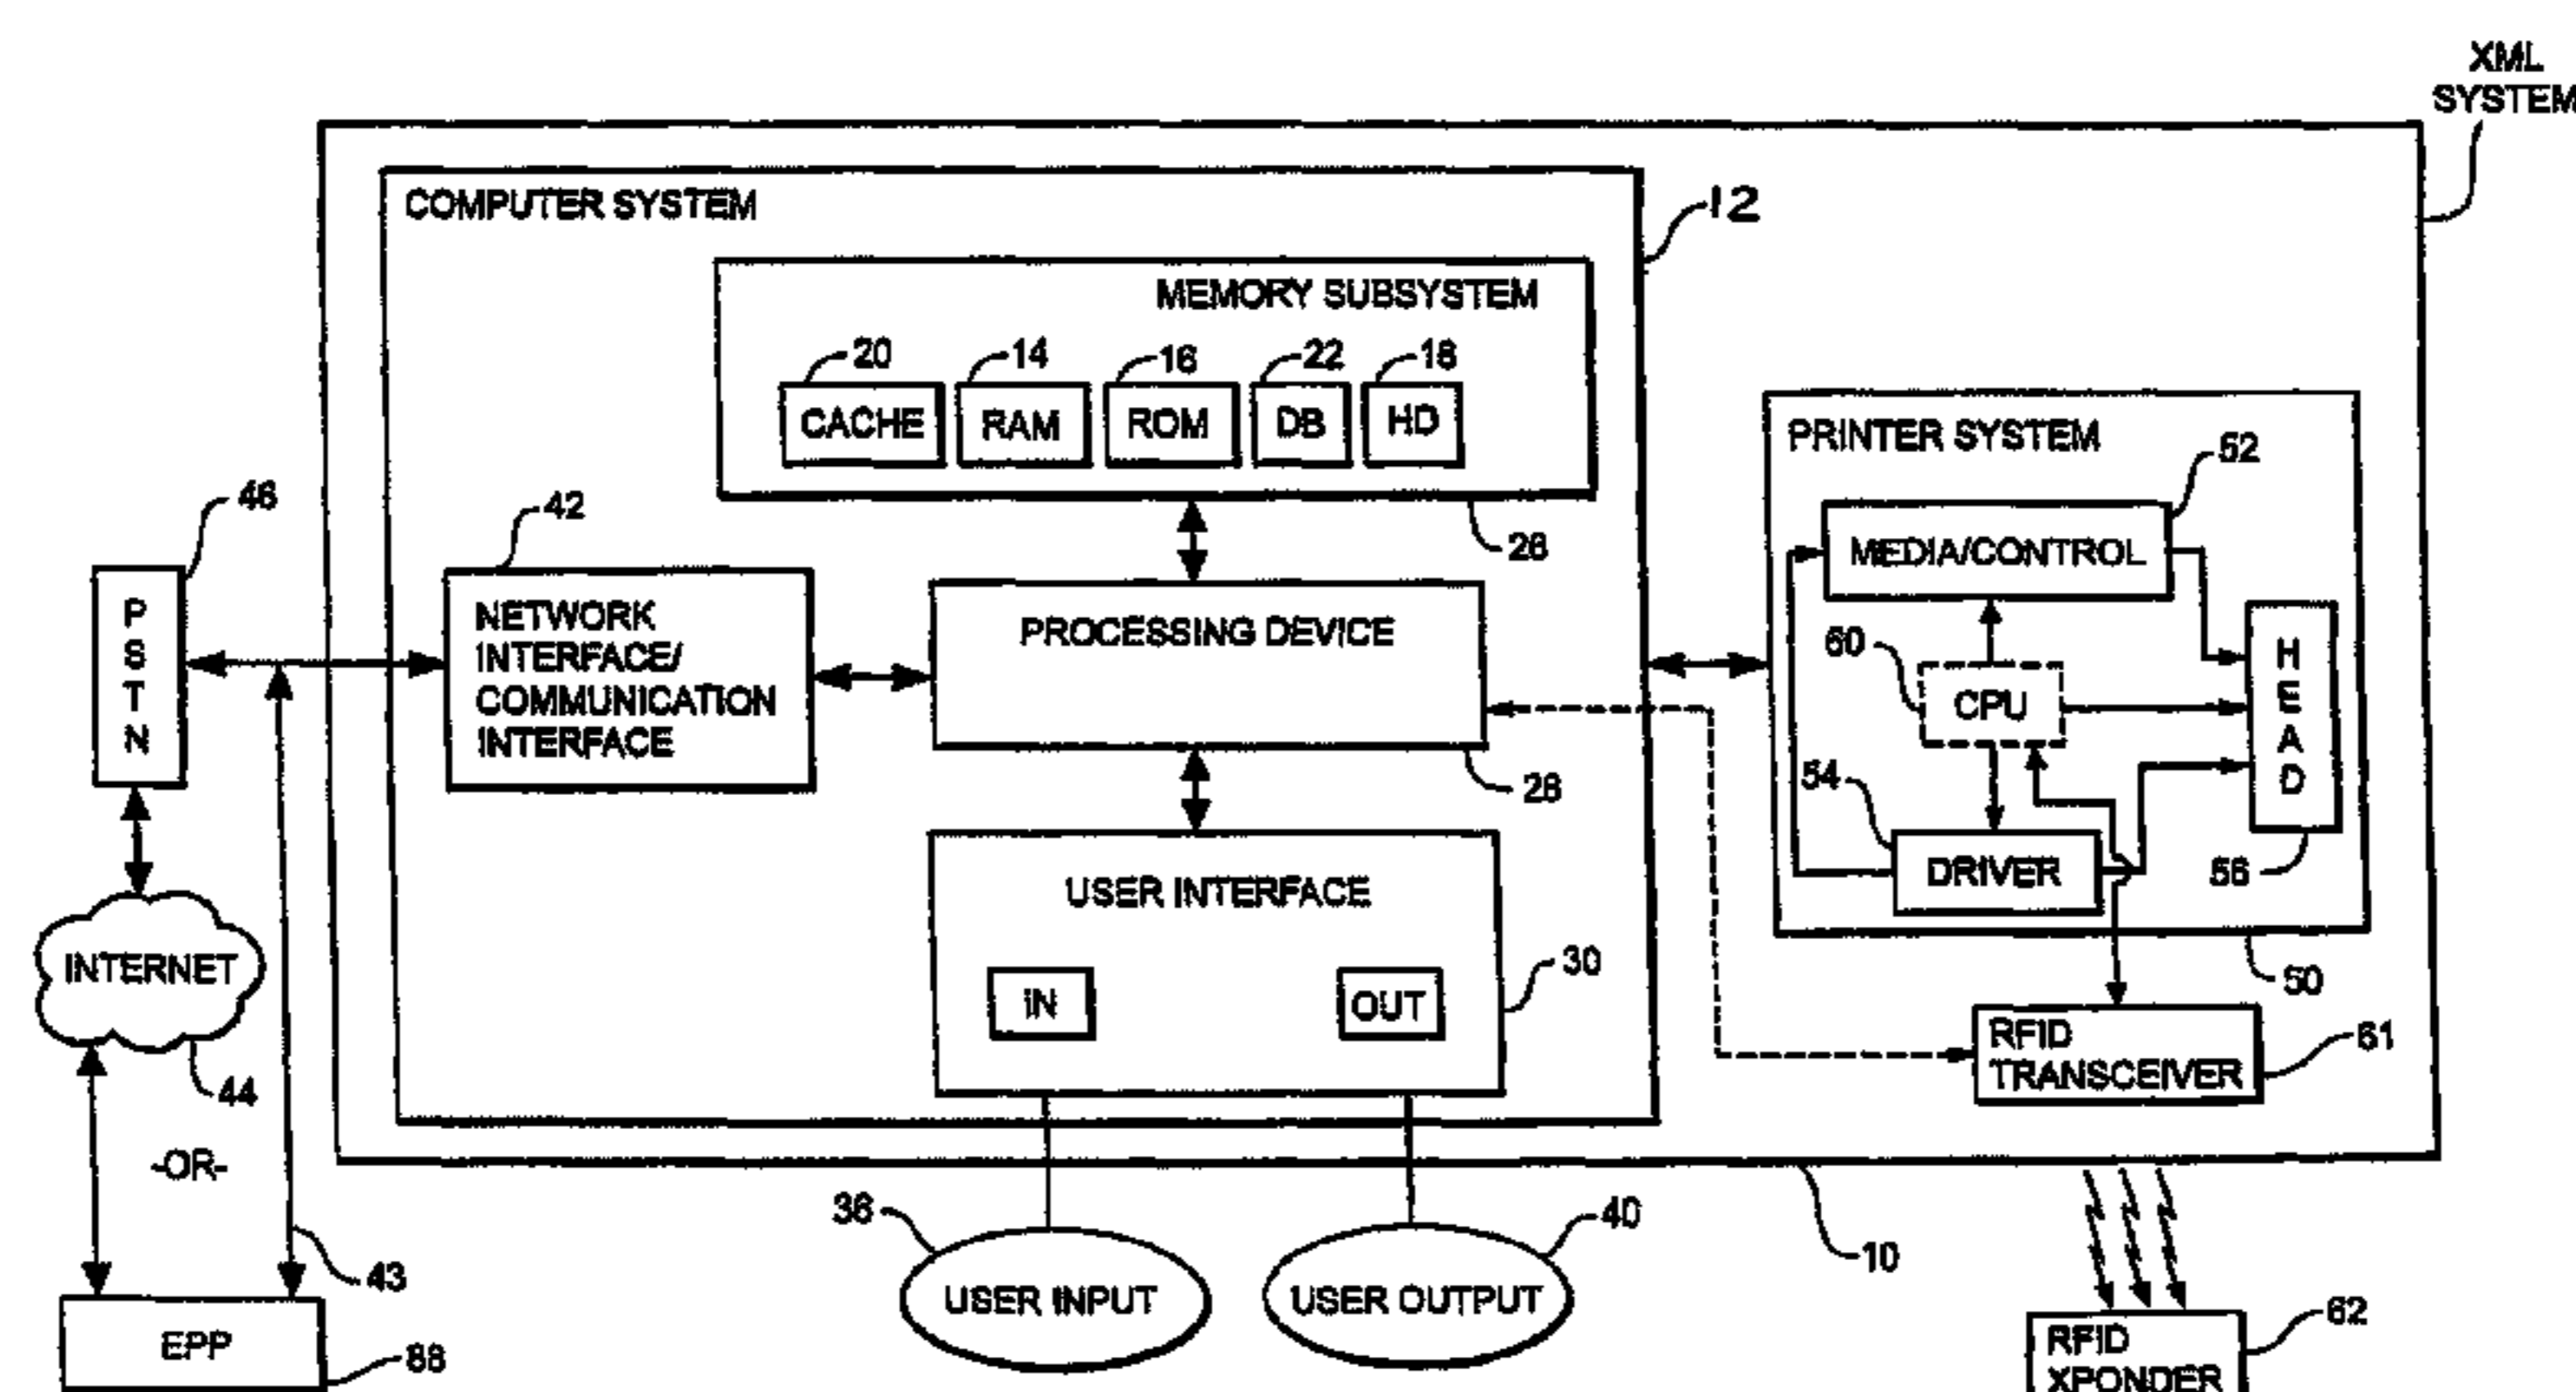 XML
SYSTEM
COMPUTER SYSTEM
12
MEMORY SUBSYSTEM
20
14
16
22
18
CACHE
RAM
ROM
DB
HD
PRINTER SYSTEM
52
46
42
26
MEDIA/CONTROL
P
S
T
N
NETWORK
INTERFACE/
COMMUNICATION
INTERFACE
PROCESSING DEVICE
60
CPU
H
E
A
D
28
54
DRIVER
56
USER INTERFACE
INTERNET
30
50
IN
OUT
RFID
TRANSCEIVER
61
44
-OR-
36
40
10
43
USER INPUT
USER OUTPUT
62
EPP
88
RFID
XPONDER